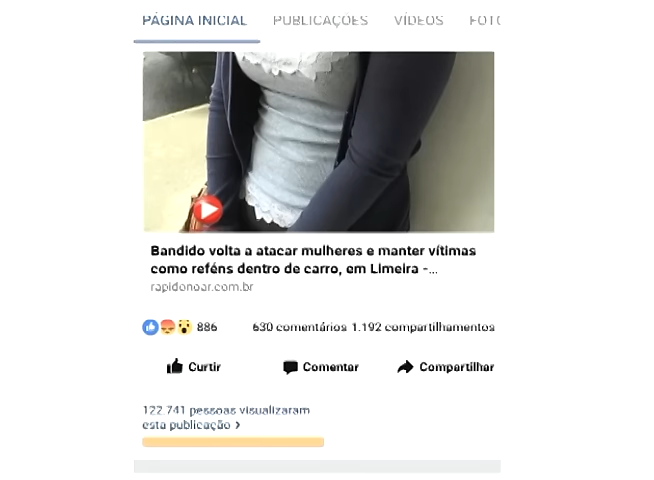 PÁGINA INICIAL PUBLICAÇÕES VÍDEOS FOTO
Bandido volta a atacar mulheres e manter vítimas
como reféns dentro de carro, em Limeira -...
rapidonoar.com.br
886 630 comentários 1.192 compartilhamentos
Curtir Comentar Compartilhar
122.741 pessoas visualizaram
esta publicação >